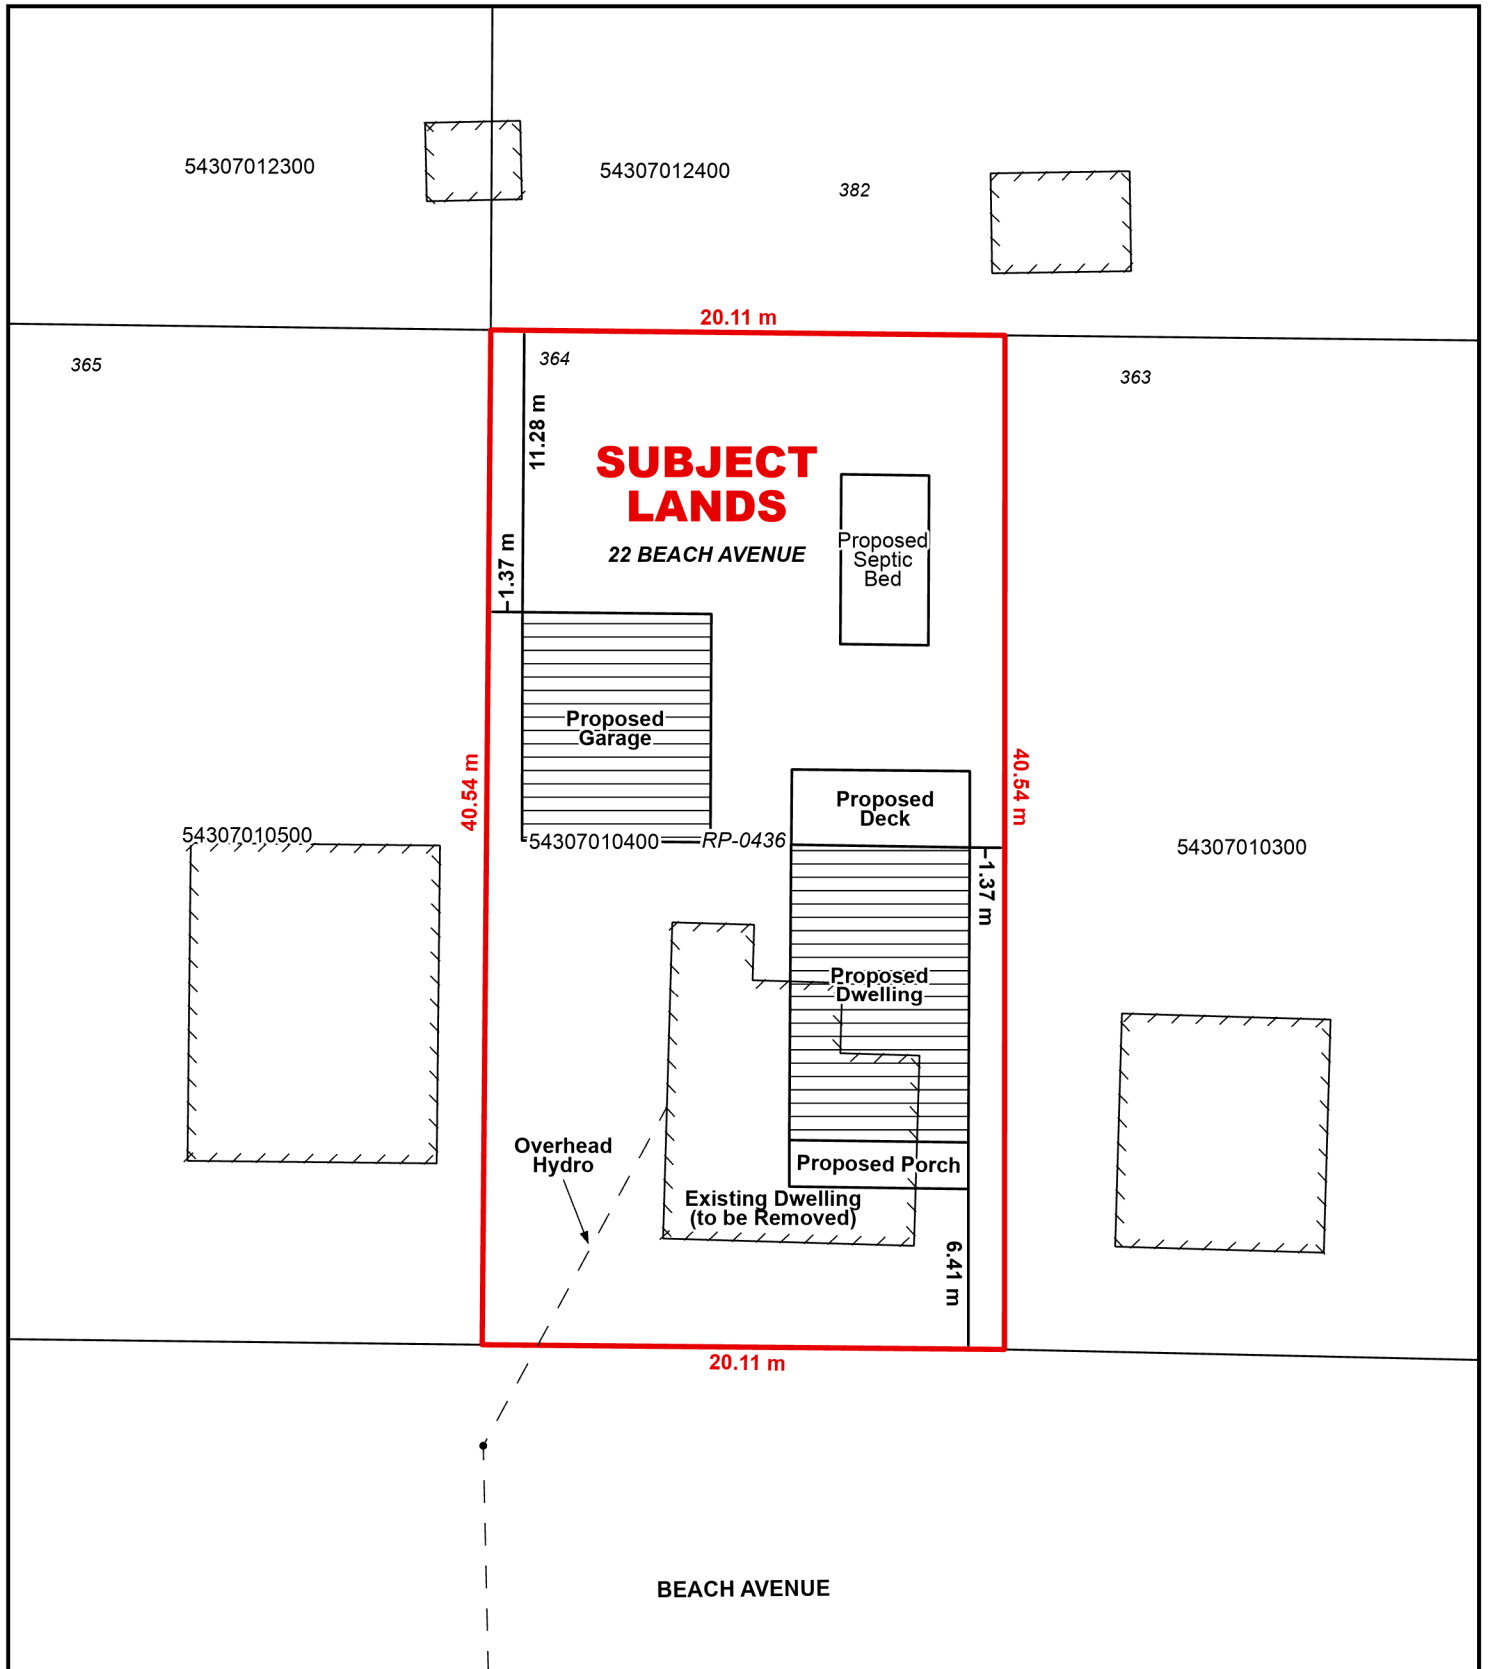 54307012300
54307012400
382
20.11 m
365
364
363
11.28 m
SUBJECT
LANDS
22 BEACH AVENUE
1.37 m
Proposed
Septic
Bed
Proposed
Garage
40.54 m
40.54 m
Proposed
Deck
54307010500
54307010400
RP-0436
54307010300
1.37 m
Proposed
Dwelling
Overhead
Hydro
Proposed Porch
Existing Dwelling
(to be Removed)
6.41 m
20.11 m
BEACH AVENUE